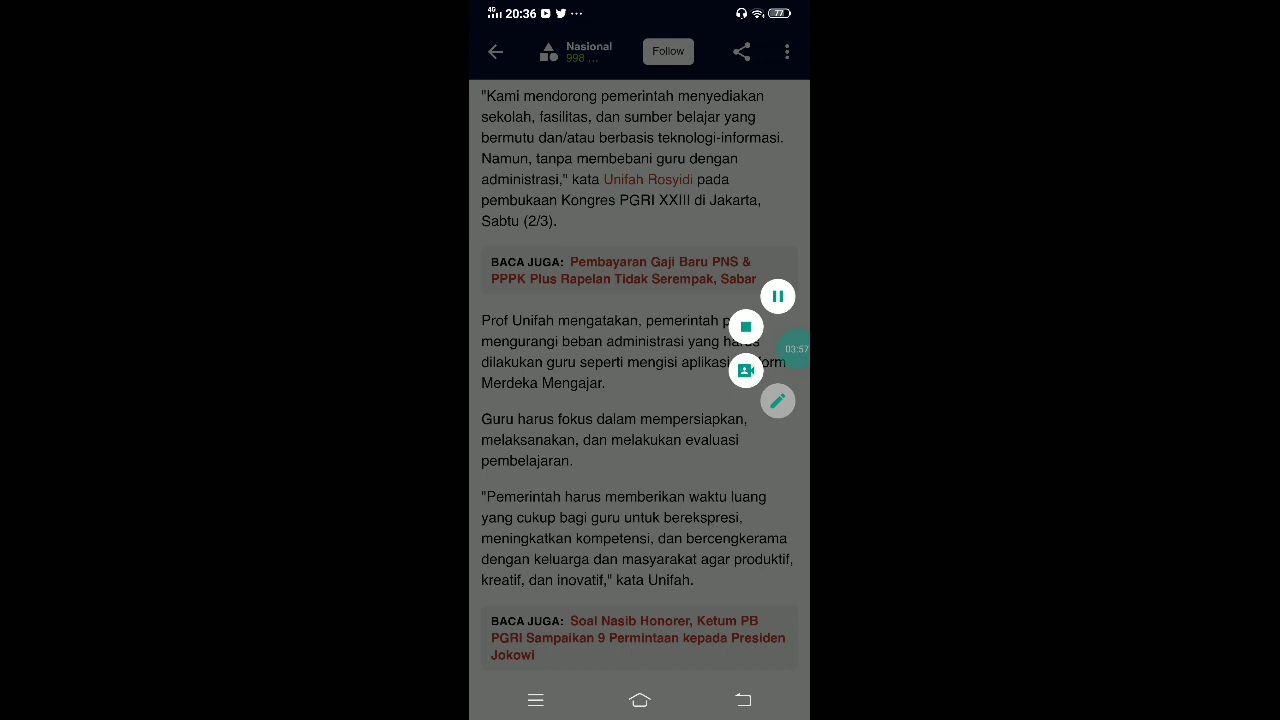 4G 20:36 77
Nasional
998 ...
Follow
"Kami mendorong pemerintah menyediakan
sekolah, fasilitas, dan sumber belajar yang
bermutu dan/atau berbasis teknologi-informasi.
Namun, tanpa membebani guru dengan
administrasi," kata Unifah Rosyidi pada
pembukaan Kongres PGRI XXIII di Jakarta,
Sabtu (2/3).
BACA JUGA: Pembayaran Gaji Baru PNS &
PPPK Plus Rapelan Tidak Serempak, Sabar
Prof Unifah mengatakan, pemerintah
mengurangi beban administrasi yang harus
03:57
dilakukan guru seperti mengisi aplikasi
Merdeka Mengajar.
Guru harus fokus dalam mempersiapkan,
melaksanakan, dan melakukan evaluasi
pembelajaran.
"Pemerintah harus memberikan waktu luang
yang cukup bagi guru untuk berekspresi,
meningkatkan kompetensi, dan bercengkerama
dengan keluarga dan masyarakat agar produktif,
kreatif, dan inovatif," kata Unifah.
BACA JUGA: Soal Nasib Honorer, Ketum PB
PGRI Sampaikan 9 Permintaan kepada Presiden
Jokowi